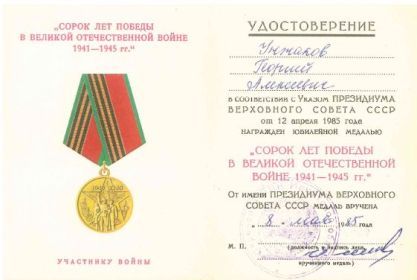 „СОРОК ЛЕТ ПОБЕДЫ
В ВЕЛИКОЙ ОТЕЧЕСТВЕННОЙ ВОЙНЕ
1941—1945 гг.“
УЧАСТНИКУ ВОЙНЫ
УДОСТОВЕРЕНИЕ
Унжаков
Георгий
Алексеевич
В СООТВЕТСТВИИ С УКАЗОМ ПРЕЗИДИУМА
ВЕРХОВНОГО СОВЕТА СССР
от 12 апреля 1985 года
НАГРАЖДЕН ЮБИЛЕЙНОЙ МЕДАЛЬЮ
„СОРОК ЛЕТ ПОБЕДЫ
В ВЕЛИКОЙ ОТЕЧЕСТВЕННОЙ
ВОЙНЕ 1941—1945 гг.“
От имени ПРЕЗИДИУМА ВЕРХОВНОГО
СОВЕТА СССР МЕДАЛЬ ВРУЧЕНА
„8“ мая 1985 года
М. П.
(должность и подпись лица,
вручившего медаль)